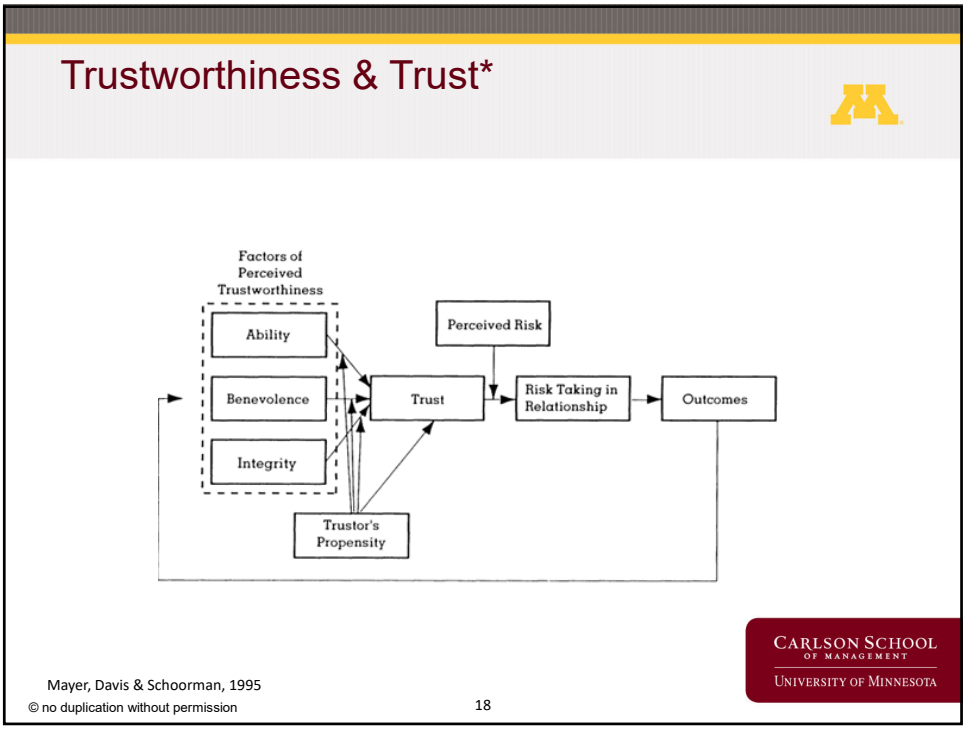 Trustworthiness & Trust*
M
Factors of
Perceived
Trustworthiness
Ability
Benevolence
Integrity
Trustor's
Propensity
Trust
Perceived Risk
Risk Taking in
Relationship
Outcomes
CARLSON SCHOOL
OF MANAGEMENT
UNIVERSITY OF MINNESOTA
Mayer, Davis & Schoorman, 1995
© no duplication without permission
18